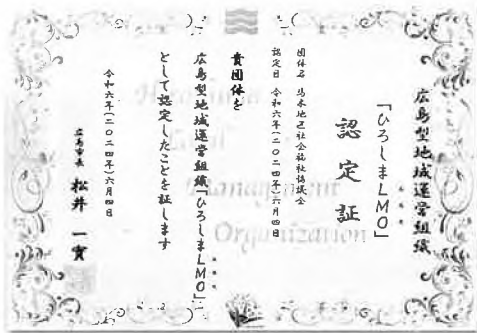 広島型地域運営組織
「ひろしまLMO」
認定証
団体名 馬木地区社会福祉協議会
認定日 令和六年(二〇二四年)六月四日
貴団体を
広島型地域運営組織「ひろしまLMO」
として認定したことを証します
令和六年(二〇二四年)六月四日
広島市長 松井 一實
Hiroshima
Local
Management
Organization